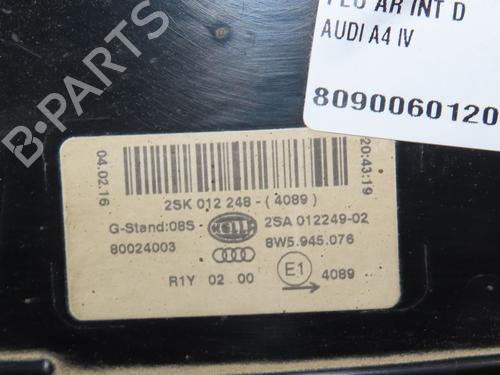 FEU AR INT D
AUDI A4 IV
8090060120
B-PARTS
04.02.16
20:43:19
2SK 012 248 - ( 4089 )
G-Stand:08S
HELLA
2SA 012249-02
80024003
8W5.945.076
R1Y 02 00
E1
4089